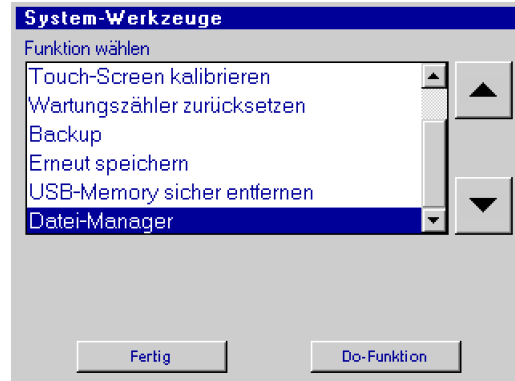 System-Werkzeuge
Funktion wählen
Touch-Screen kalibrieren
Wartungszähler zurücksetzen
Backup
Erneut speichern
USB-Memory sicher entfernen
Datei-Manager
Fertig
Do-Funktion